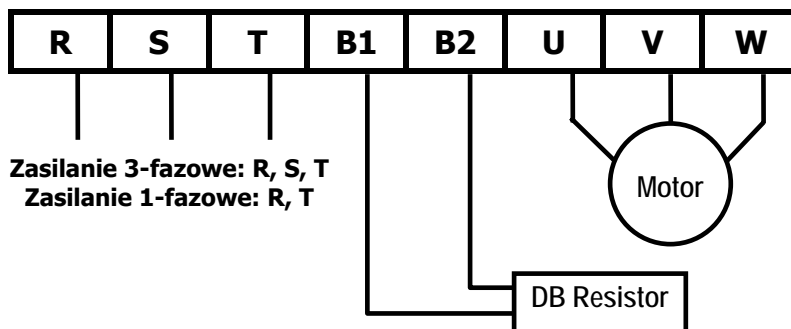 R S T B1 B2 U V W
Zasilanie 3-fazowe: R, S, T
Zasilanie 1-fazowe: R, T
Motor
DB Resistor